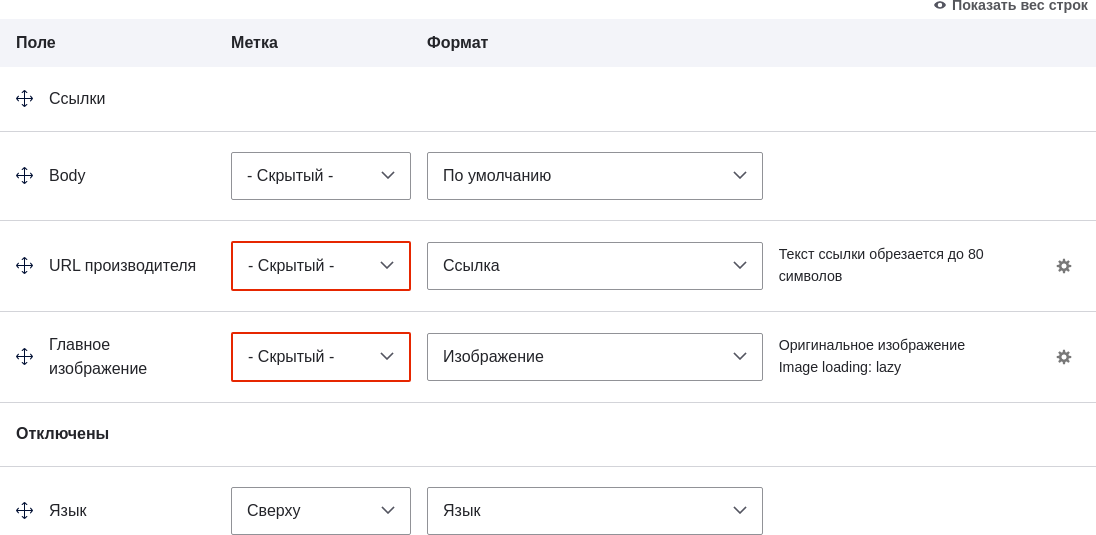 Показать вес строк
Поле Метка Формат
Ссылки
Body - Скрытый - По умолчанию
URL производителя - Скрытый - Ссылка Текст ссылки обрезается до 80
символов
Главное
изображение - Скрытый - Изображение Оригинальное изображение
Image loading: lazy
Отключены
Язык Сверху Язык